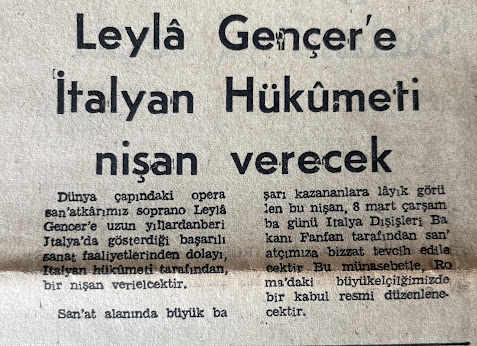 Leylâ Gençer'e
İtalyan Hükûmeti
nişan verecek
Dünya çapındaki opera
san'atkârımız soprano Leylâ
Gencer'e uzun yıllardanberi
İtalya'da gösterdiği başarılı
sanat faaliyetlerinden dolayı,
İtalyan hükûmeti tarafından,
bir nişan verielcektir.
San'at alanında büyük ba
şarı kazananlara lâyık görü
len bu nişan, 8 mart çarşam
ba günü İtalya Dışişleri Ba
kanı Fanfan tarafından san'
atçımıza bizzat tevcih edile
cektir Bu münasebetle, Ro
ma'daki büyükelçilğimizde
bir kabul resmi düzenlene-
cektir.